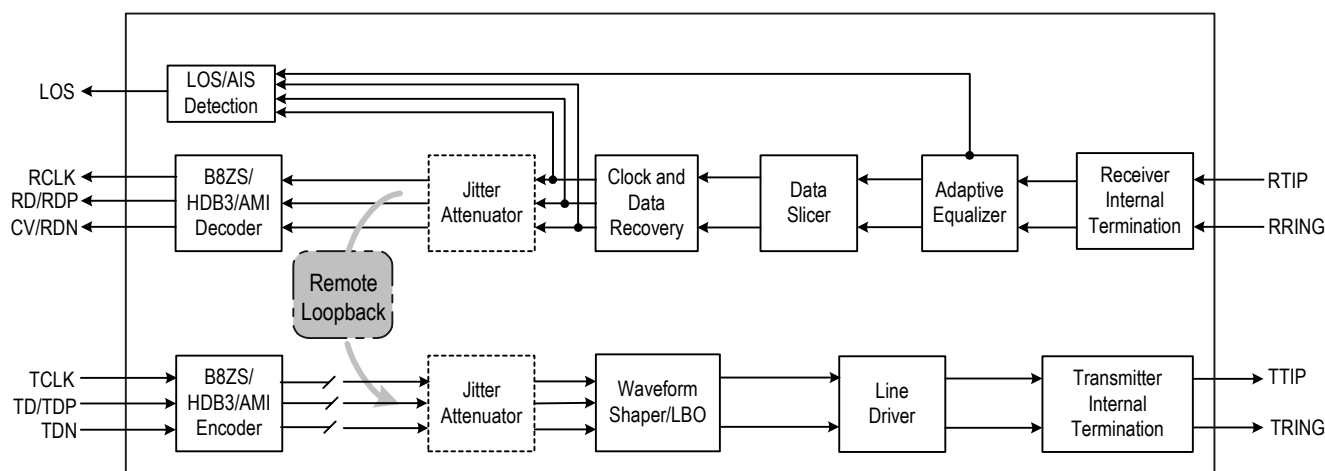 LOS
LOS/AIS
Detection
RCLK
RD/RDP
CV/RDN
B8ZS/
HDB3/AMI
Decoder
Jitter
Attenuator
Clock and
Data
Recovery
Data
Slicer
Adaptive
Equalizer
Receiver
Internal
Termination
RTIP
RRING
Remote
Loopback
TCLK
TD/TDP
TDN
B8ZS/
HDB3/AMI
Encoder
Jitter
Attenuator
Waveform
Shaper/LBO
Line
Driver
Transmitter
Internal
Termination
TTIP
TRING